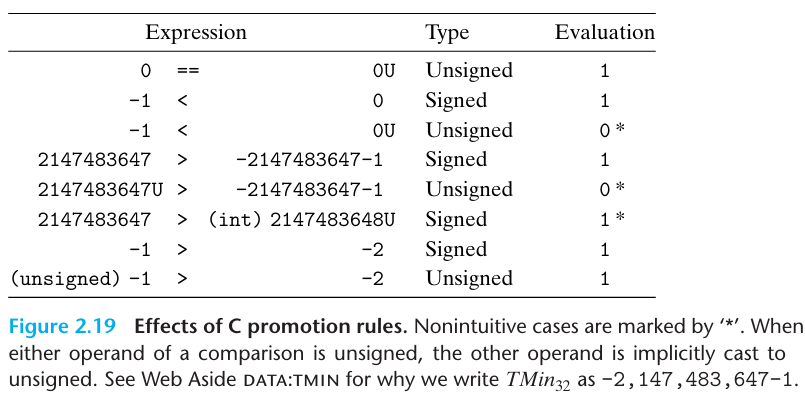 Expression Type Evaluation
0 == 0U Unsigned 1
-1 < 0 Signed 1
-1 < 0U Unsigned 0 *
2147483647 > -2147483647-1 Signed 1
2147483647U > -2147483647-1 Unsigned 0 *
2147483647 > (int) 2147483648U Signed 1 *
-1 > -2 Signed 1
(unsigned) -1 > -2 Unsigned 1
Figure 2.19 Effects of C promotion rules. Nonintuitive cases are marked by ‘*’. When
either operand of a comparison is unsigned, the other operand is implicitly cast to
unsigned. See Web Aside DATA:TMIN for why we write TMin32 as -2,147,483,647-1.